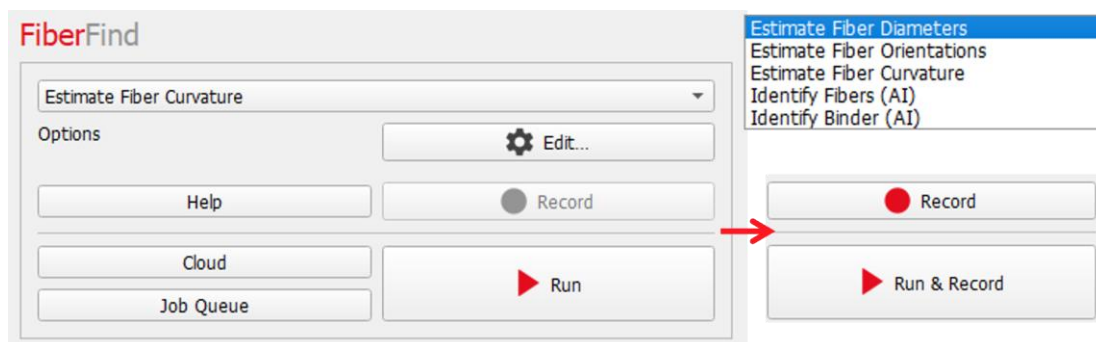 FiberFind
Estimate Fiber Curvature
Options
Edit...
Help
Record
Cloud
Run
Job Queue
Estimate Fiber Diameters
Estimate Fiber Orientations
Estimate Fiber Curvature
Identify Fibers (AI)
Identify Binder (AI)
Record
Run & Record